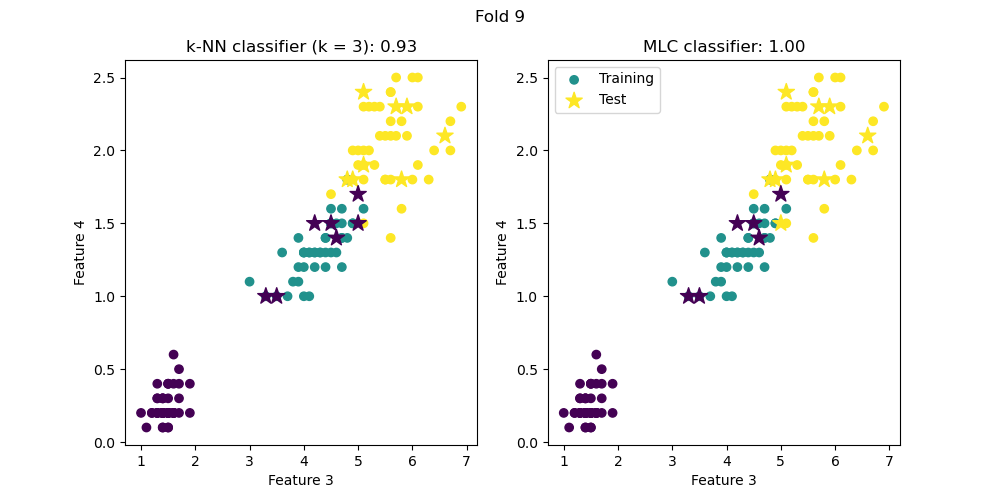 Fold 9
k-NN classifier (k = 3): 0.93
2.5
2.0
1.5
1.0
0.5
0.0
Feature 4
1 2 3 4 5 6 7
Feature 3
MLC classifier: 1.00
Training
Test
2.5
2.0
1.5
1.0
0.5
0.0
Feature 4
1 2 3 4 5 6 7
Feature 3